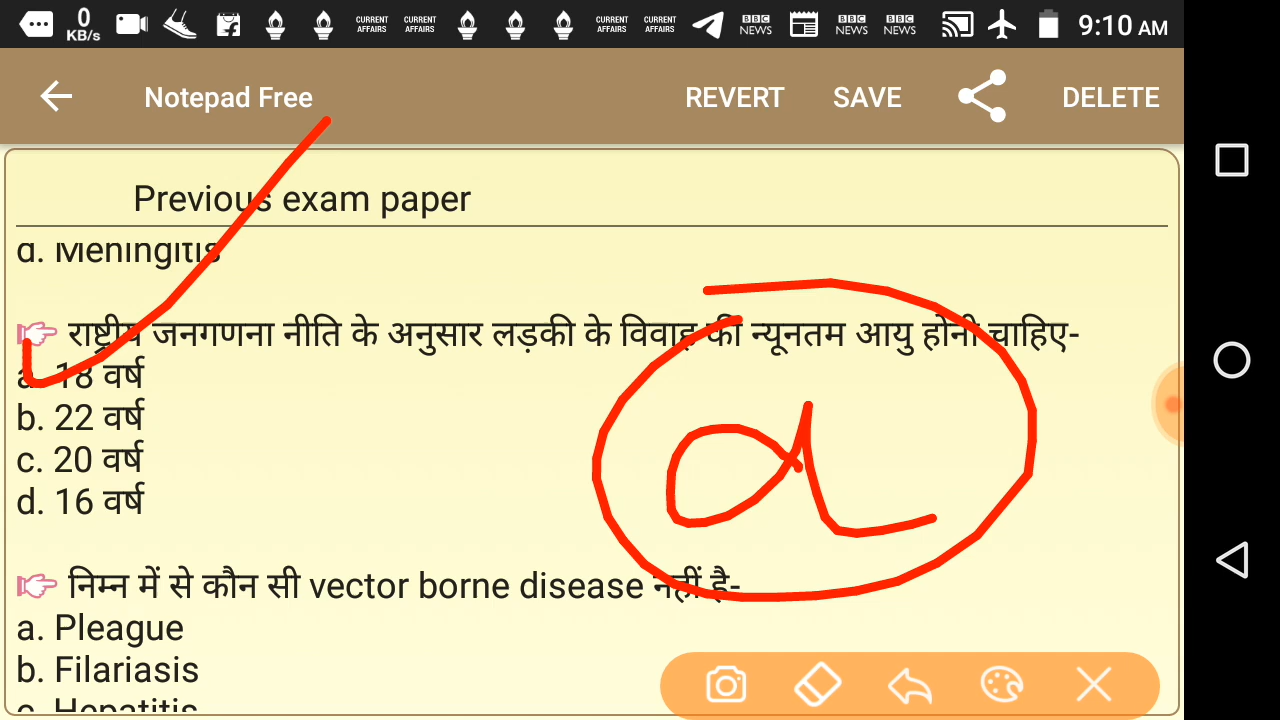 0
KB/s
CURRENT AFFAIRS CURRENT AFFAIRS CURRENT AFFAIRS CURRENT AFFAIRS BBC NEWS BBC NEWS BBC NEWS 9:10 AM
Notepad Free REVERT SAVE DELETE
Previous exam paper
d. Meningitis
राष्ट्रीय जनगणना नीति के अनुसार लड़की के विवाह की न्यूनतम आयु होनी चाहिए-
a. 18 वर्ष
b. 22 वर्ष
c. 20 वर्ष
d. 16 वर्ष
a
निम्न में से कौन सी vector borne disease नहीं है-
a. Pleague
b. Filariasis
c. Hepatitis